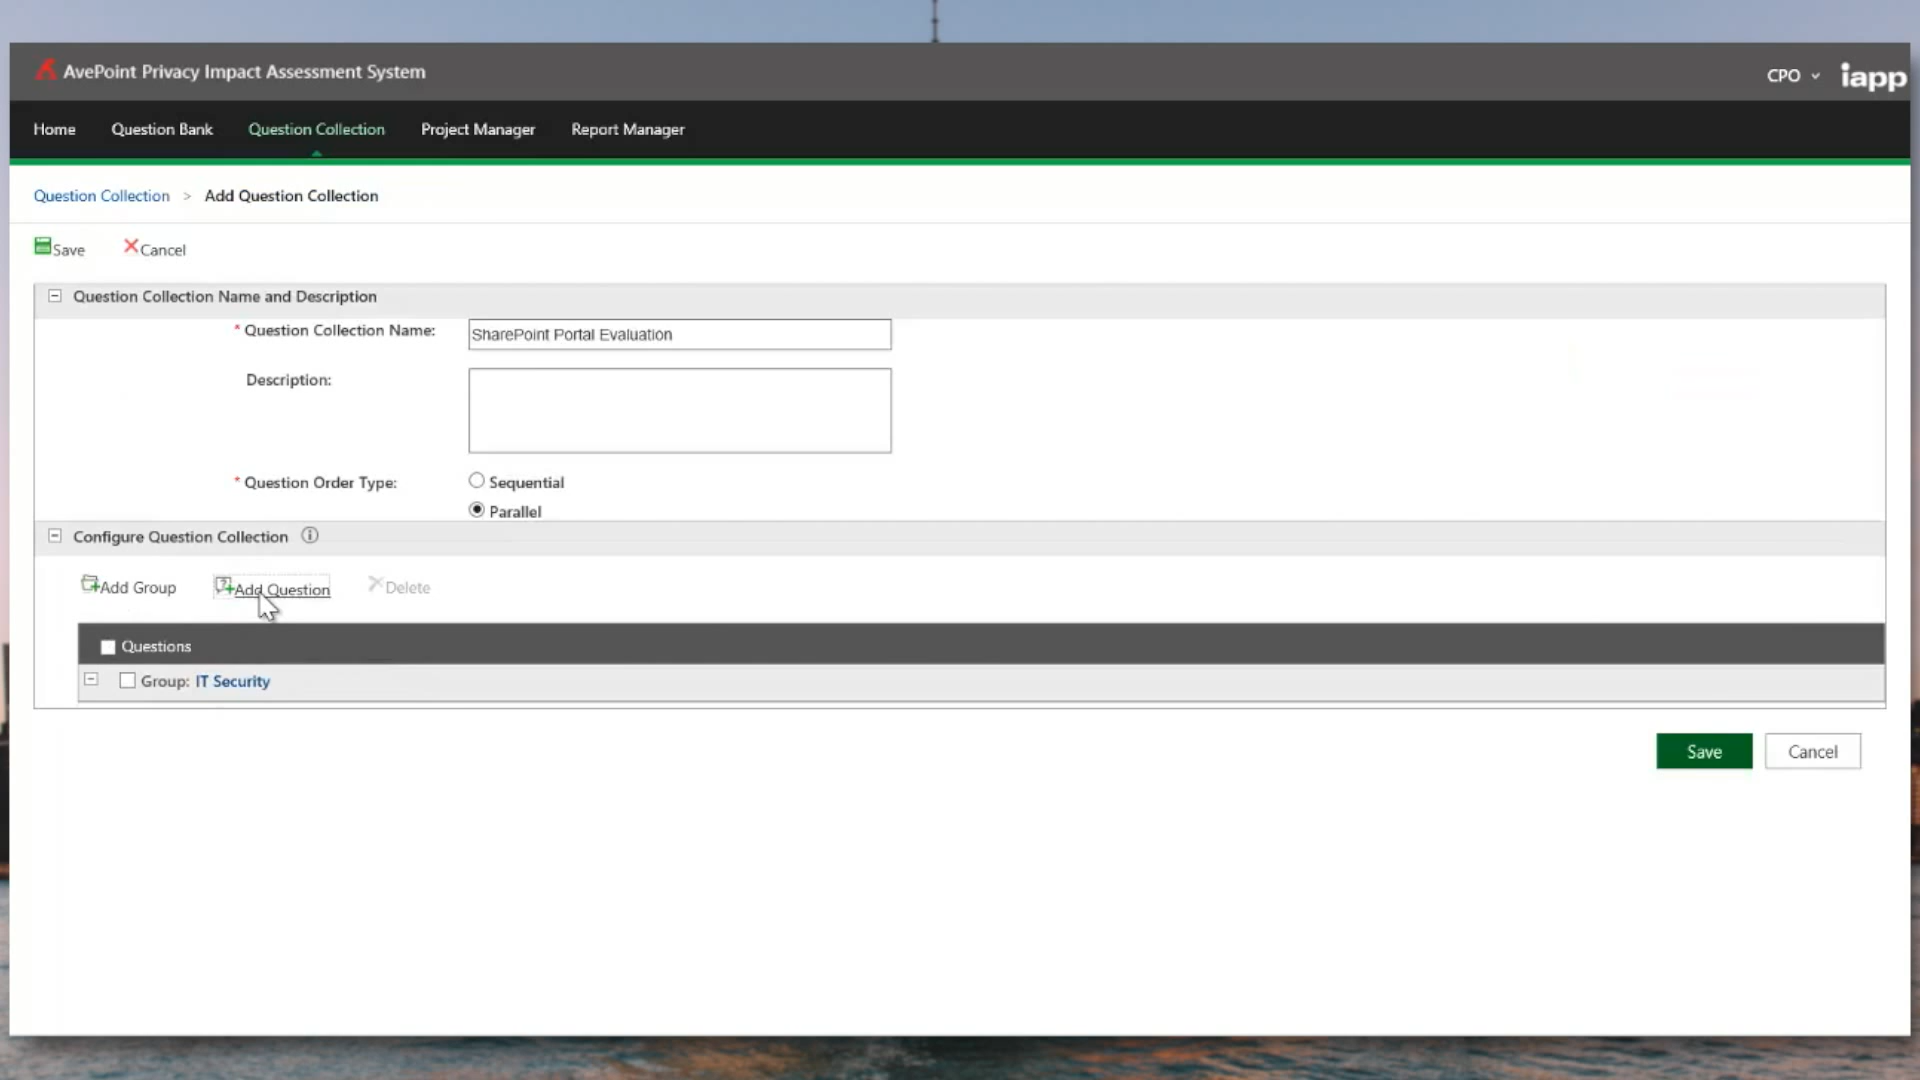 AvePoint Privacy Impact Assessment System
CPO
iapp
Home Question Bank Question Collection Project Manager Report Manager
Question Collection > Add Question Collection
Save Cancel
Question Collection Name and Description
* Question Collection Name: SharePoint Portal Evaluation
Description:
* Question Order Type: Sequential
Parallel
Configure Question Collection
Add Group Add Question Delete
Questions
Group: IT Security
Save Cancel